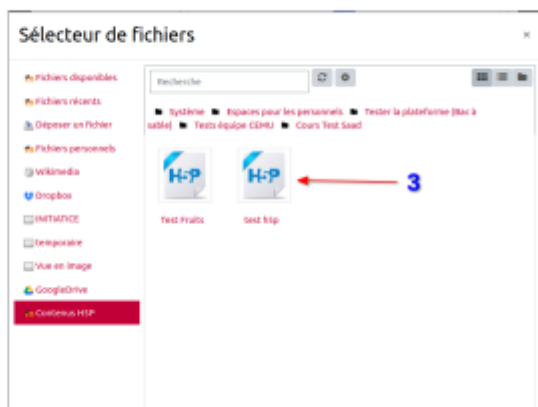 Sélecteur de fichiers
×
Fichiers disponibles
Fichiers récents
Déposer un fichier
Fichiers personnels
Wikimedia
Dropbox
INITIATICE
temporaire
Vue en image
GoogleDrive
Contenus H5P
Recherche
Système Espaces pour les personnels Tester la plateforme (Bac à
sable) Tests équipe CEMU Cours Test Saad
H5P H5P
3
Test Fruits test h5p